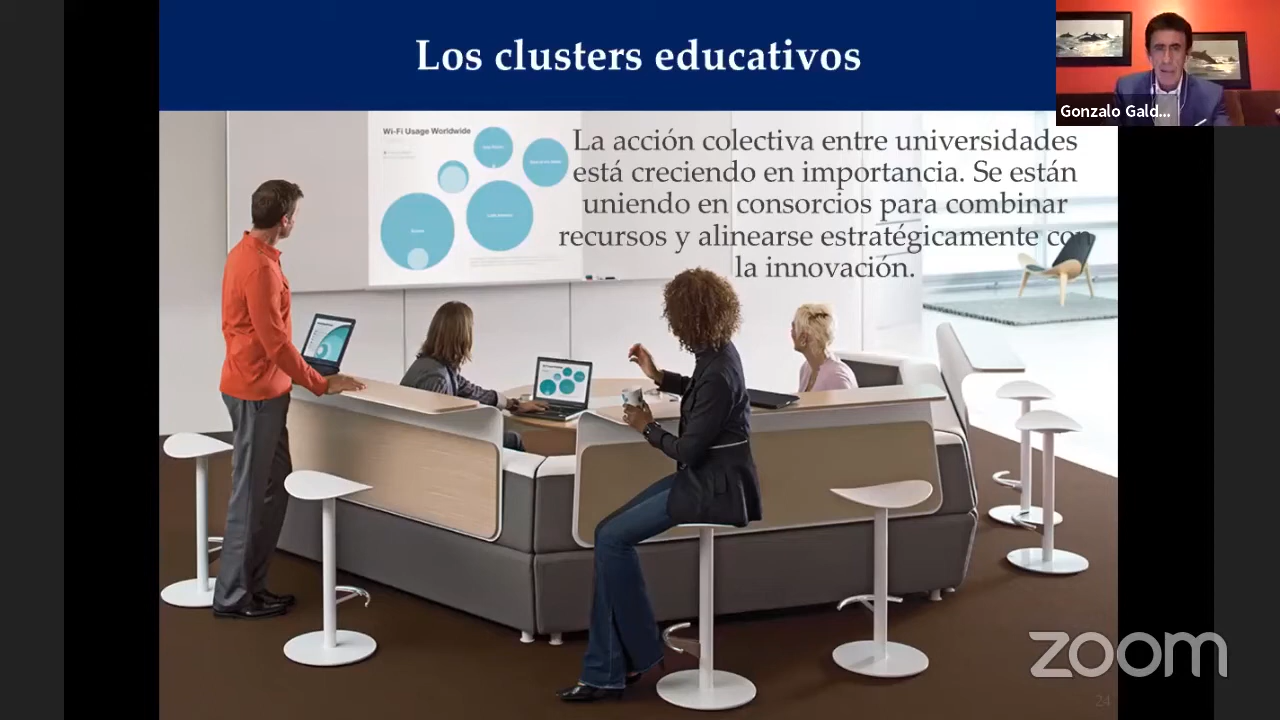 Los clusters educativos
Gonzalo Gald...
Wi-Fi Usage Worldwide
La acción colectiva entre universidades
está creciendo en importancia. Se están
uniendo en consorcios para combinar
recursos y alinearse estratégicamente con
la innovación.
zoom
24